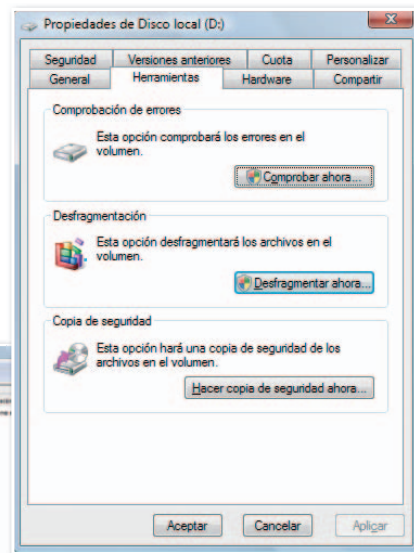 Propiedades de Disco local (D:)
Seguridad Versiones anteriores Cuota Personalizar
General Herramientas Hardware Compartir
Comprobación de errores
Esta opción comprobará los errores en el
volumen.
Comprobar ahora...
Desfragmentación
Esta opción desfragmentará los archivos en el
volumen.
Desfragmentar ahora...
Copia de seguridad
Esta opción hará una copia de seguridad de los
archivos en el volumen.
Hacer copia de seguridad ahora...
Aceptar Cancelar Aplicar